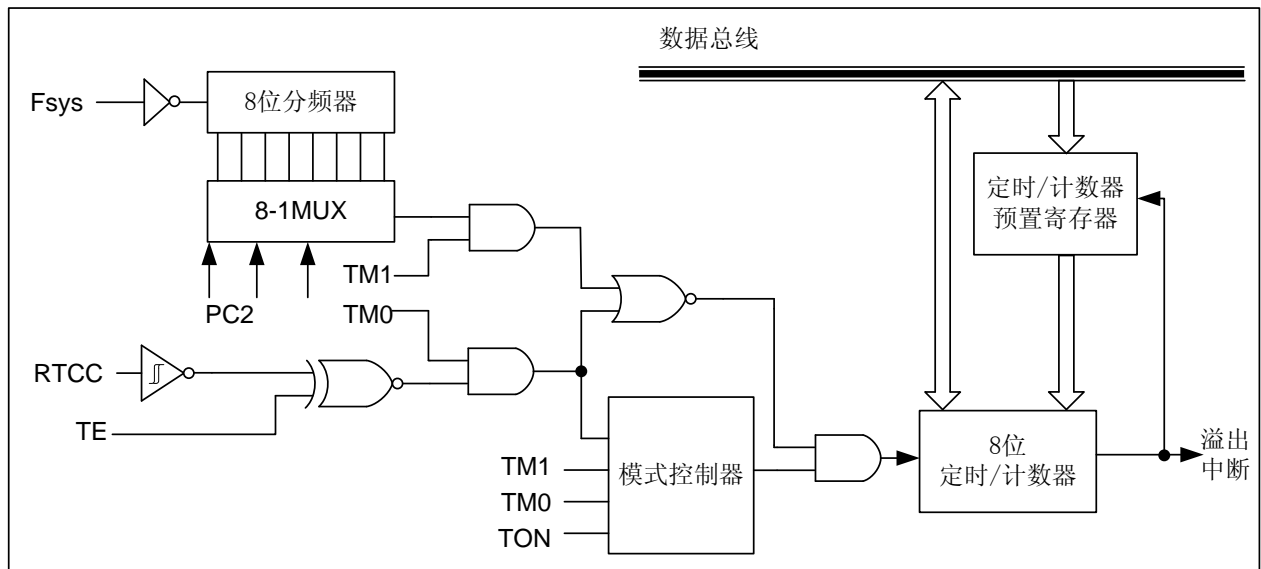 数据总线
Fsys
8位分频器
8-1MUX
PC2
TM1
TM0
RTCC
TE
定时/计数器
预置寄存器
模式控制器
TM1
TM0
TON
8位
定时/计数器
溢出
中断